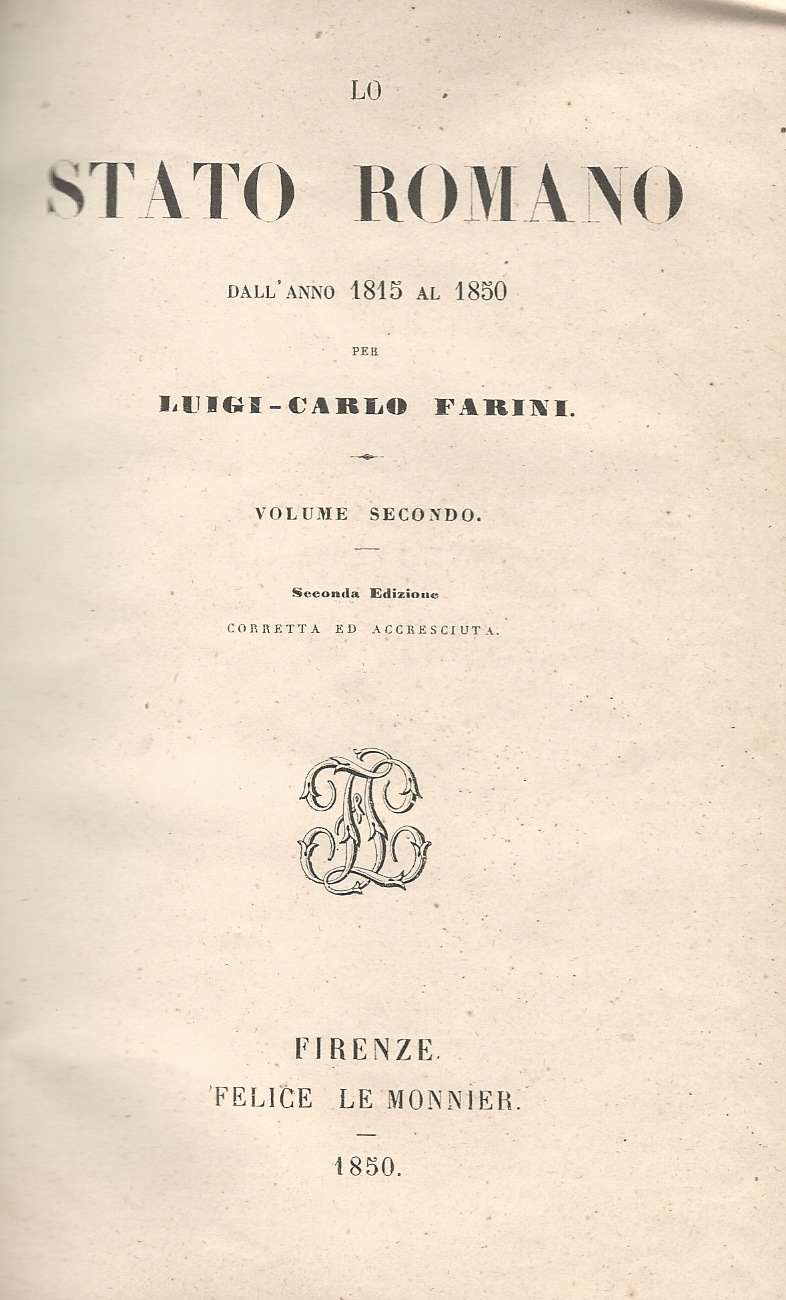 LO
STATO ROMANO
DALL'ANNO 1815 AL 1850
PER
LUIGI-CARLO FARINI.
VOLUME SECONDO.
Seconda Edizione
CORRETTA ED ACCRESCIUTA.
FIRENZE.
FELICE LE MONNIER.
1850.